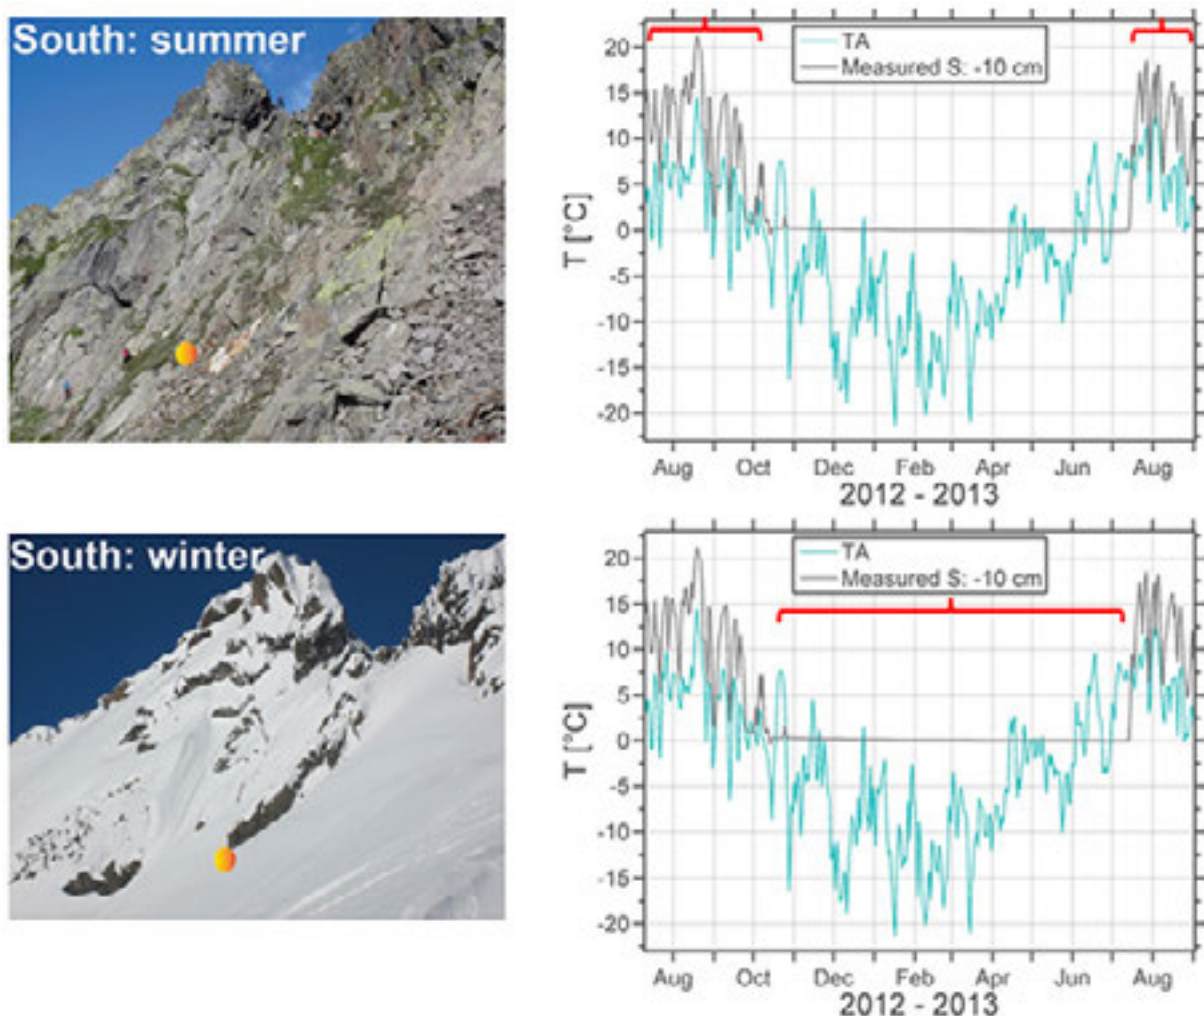 South: summer
TA
Measured S: -10 cm
T [°C]
20
15
10
5
0
-5
-10
-15
-20
Aug Oct Dec Feb Apr Jun Aug
2012 - 2013
South: winter
TA
Measured S: -10 cm
T [°C]
20
15
10
5
0
-5
-10
-15
-20
Aug Oct Dec Feb Apr Jun Aug
2012 - 2013